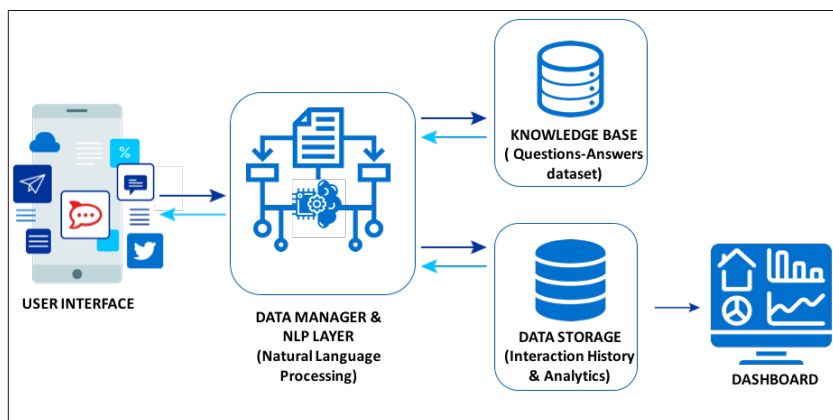 %
KNOWLEDGE BASE
( Questions-Answers
dataset)
USER INTERFACE
DATA MANAGER &
NLP LAYER
(Natural Language
Processing)
DATA STORAGE
(Interaction History
& Analytics)
DASHBOARD